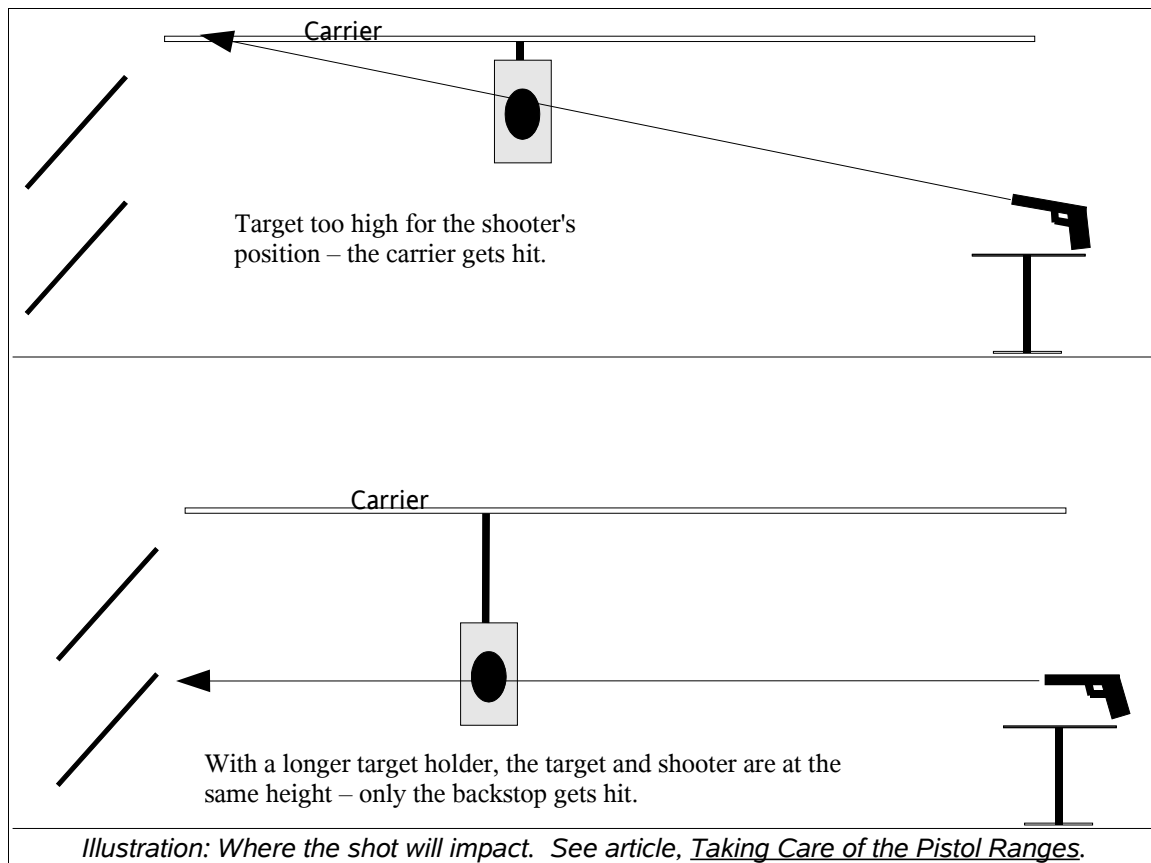 Carrier
Target too high for the shooter's
position – the carrier gets hit.
Carrier
With a longer target holder, the target and shooter are at the
same height – only the backstop gets hit.
Illustration: Where the shot will impact.  See article, Taking Care of the Pistol Ranges.